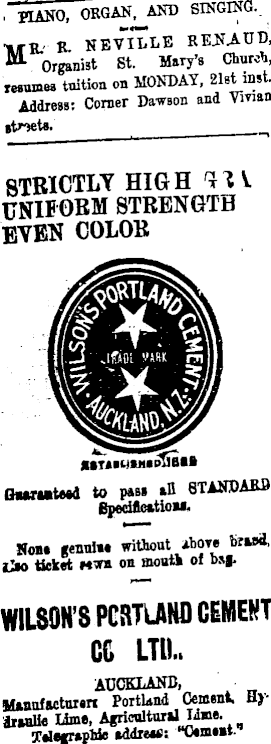 PIANO, ORGAN, AND SINGING.
MR. R. NEVILLE RENAUD,
Organist St. Mary's Church,
resumes tuition on MONDAY, 21st inst.
Address: Corner Dawson and Vivian
streets.
STRICTLY HIGH
UNIFORM STRENGTH
EVEN COLOR
WILSON'S PORTLAND CEMENT
TRADE MARK
AUCKLAND, N.Z.
ESTABLISHED
Guaranteed to pass all STANDARD
Specifications.
None genuine without above brand,
also ticket sewn on mouth of bag.
WILSON'S PORTLAND CEMENT
CO LTD.,
AUCKLAND,
Manufacturers Portland Cement, Hy-
draulic Lime, Agricultural Lime.
Telegraphic address: "Cement."